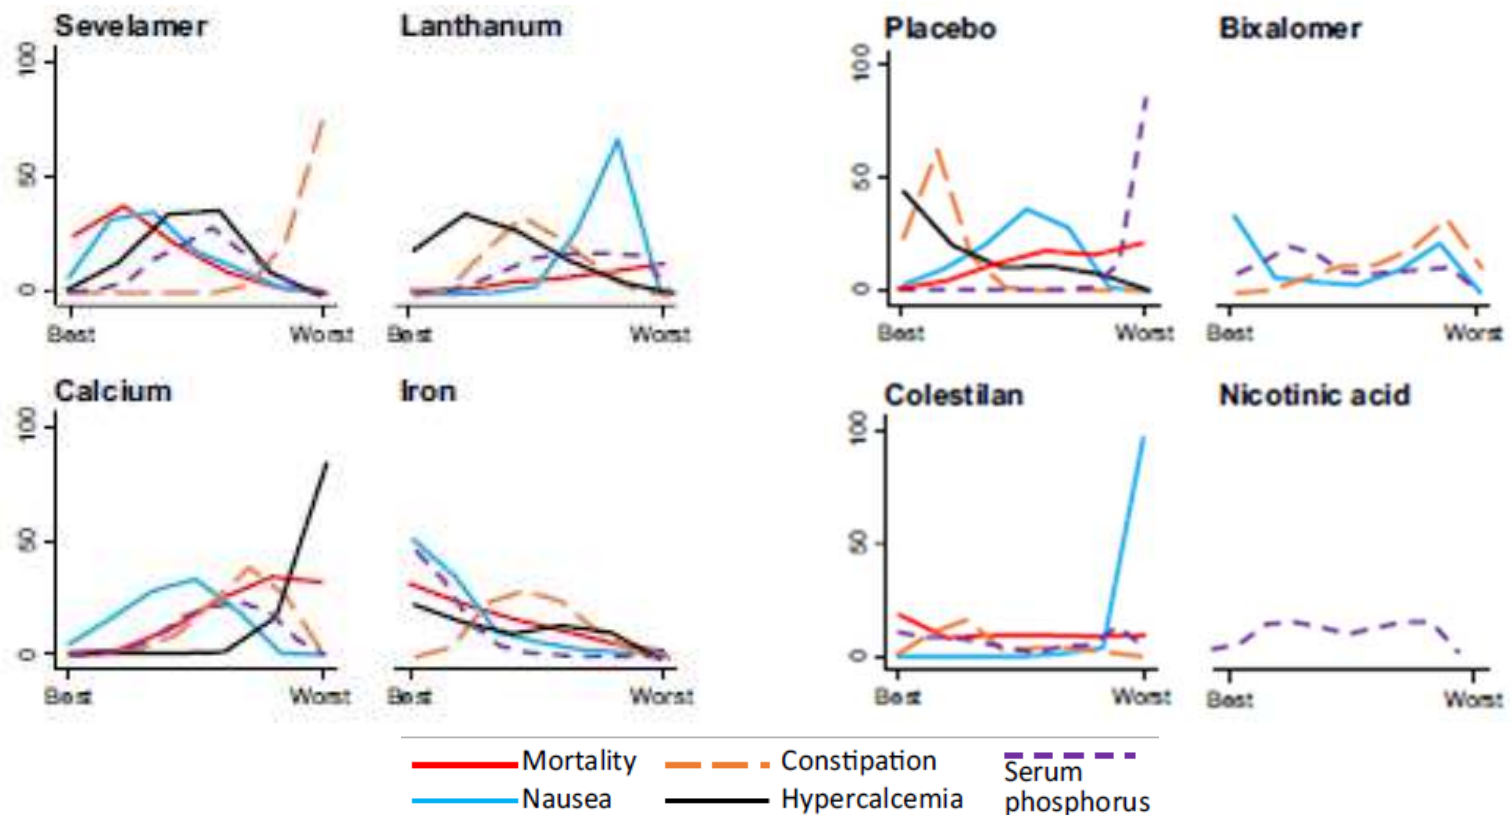 Sevelamer Lanthanum Placebo Bixalomer
100 100
50 50
0 0
Best Worst Best Worst Best Worst Best Worst
Calcium Iron Colestilan Nicotinic acid
100 100
50 50
0 0
Best Worst Best Worst Best Worst Best Worst
Mortality Constipation Serum
Nausea Hypercalcemia phosphorus